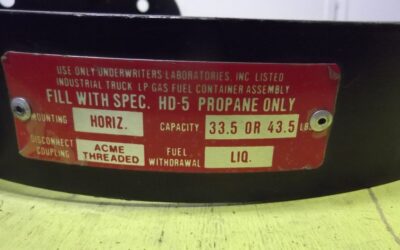 USE ONLY UNDERWRITERS LABORATORIES, INC. LISTED
INDUSTRIAL TRUCK LP GAS FUEL CONTAINER ASSEMBLY
FILL WITH SPEC. HD-5 PROPANE ONLY
MOUNTING HORIZ. CAPACITY 33.5 OR 43.5 LBS
DISCONNECT COUPLING ACME THREADED FUEL WITHDRAWAL LIQ.